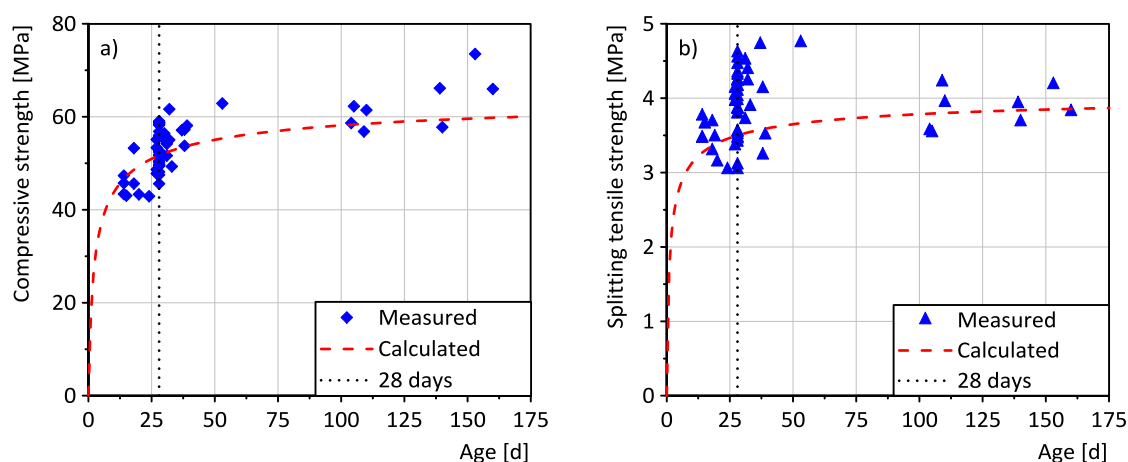 a)
Compressive strength [MPa]
80
60
40
20
0
0 25 50 75 100 125 150 175
Age [d]
Measured
Calculated
28 days
b)
Splitting tensile strength [MPa]
5
4
3
2
1
0
0 25 50 75 100 125 150 175
Age [d]
Measured
Calculated
28 days